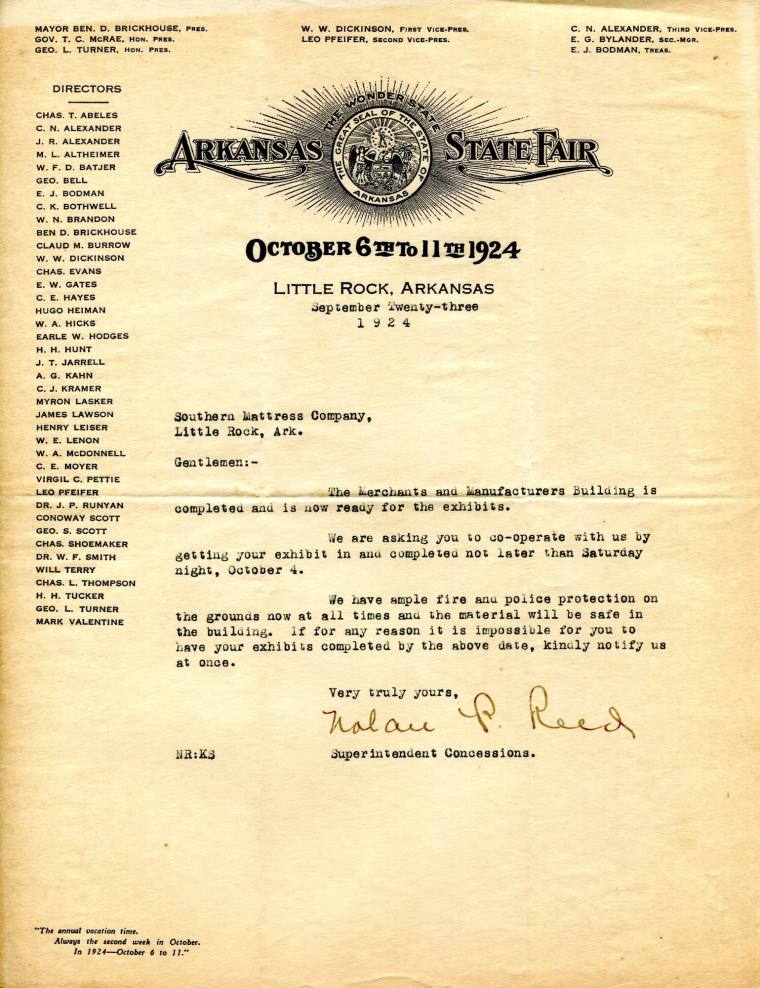 MAYOR BEN. D. BRICKHOUSE, PRES.
GOV. T. C. MCRAE, HON. PRES.
GEO. L. TURNER, HON. PRES.
W. W. DICKINSON, FIRST VICE-PRES.
LEO PFEIFER, SECOND VICE-PRES.
C. N. ALEXANDER, THIRD VICE-PRES.
E. G. BYLANDER, SEC.-MGR.
E. J. BODMAN, TREAS.
DIRECTORS
CHAS. T. ABELES
C. N. ALEXANDER
J. R. ALEXANDER
M. L. ALTHEIMER
W. F. D. BATJER
GEO. BELL
E. J. BODMAN
C. K. BOTHWELL
W. N. BRANDON
BEN D. BRICKHOUSE
CLAUD M. BURROW
W. W. DICKINSON
CHAS. EVANS
E. W. GATES
C. E. HAYES
HUGO HEIMAN
W. A. HICKS
EARLE W. HODGES
H. H. HUNT
J. T. JARRELL
A. G. KAHN
C. J. KRAMER
MYRON LASKER
JAMES LAWSON
HENRY LEISER
W. E. LENON
W. A. McDONNELL
C. E. MOYER
VIRGIL C. PETTIE
LEO PFEIFER
DR. J. P. RUNYAN
CONOWAY SCOTT
GEO. S. SCOTT
CHAS. SHOEMAKER
DR. W. F. SMITH
WILL TERRY
CHAS. L. THOMPSON
H. H. TUCKER
GEO. L. TURNER
MARK VALENTINE
THE WONDER STATE
ARKANSAS STATE FAIR
THE GREAT SEAL OF THE STATE OF
ARKANSAS
OCTOBER 6TH TO 11TH 1924
LITTLE ROCK, ARKANSAS
September Twenty-three
1 9 2 4
Southern Mattress Company,
Little Rock, Ark.
Gentlemen:-
The Merchants and Manufacturers Building is
completed and is now ready for the exhibits.
We are asking you to co-operate with us by
getting your exhibit in and completed not later than Saturday
night, October 4.
We have ample fire and police protection on
the grounds now at all times and the material will be safe in
the building. If for any reason it is impossible for you to
have your exhibits completed by the above date, kindly notify us
at once.
Very truly yours,
Nolan P. Reed
NR:KS Superintendent Concessions.
"The annual vacation time.
Always the second week in October.
In 1924—October 6 to 11."